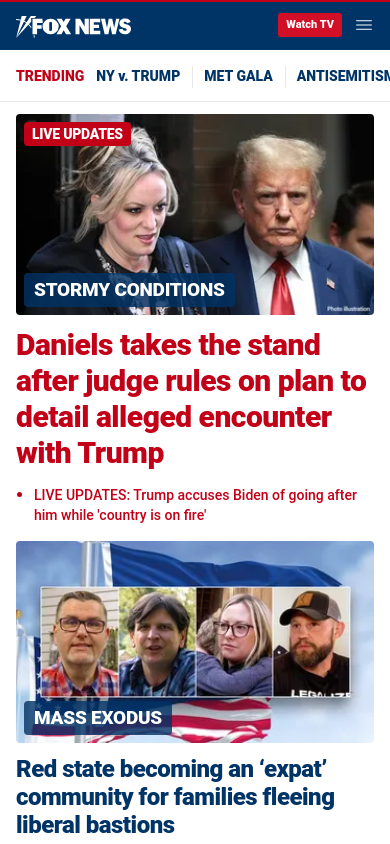 FOX NEWS
Watch TV
TRENDING NY v. TRUMP MET GALA ANTISEMITISM
LIVE UPDATES
STORMY CONDITIONS
Photo Illustration
Daniels takes the stand
after judge rules on plan to
detail alleged encounter
with Trump
• LIVE UPDATES: Trump accuses Biden of going after
him while 'country is on fire'
LEGALIZE
MASS EXODUS
Red state becoming an ‘expat’
community for families fleeing
liberal bastions